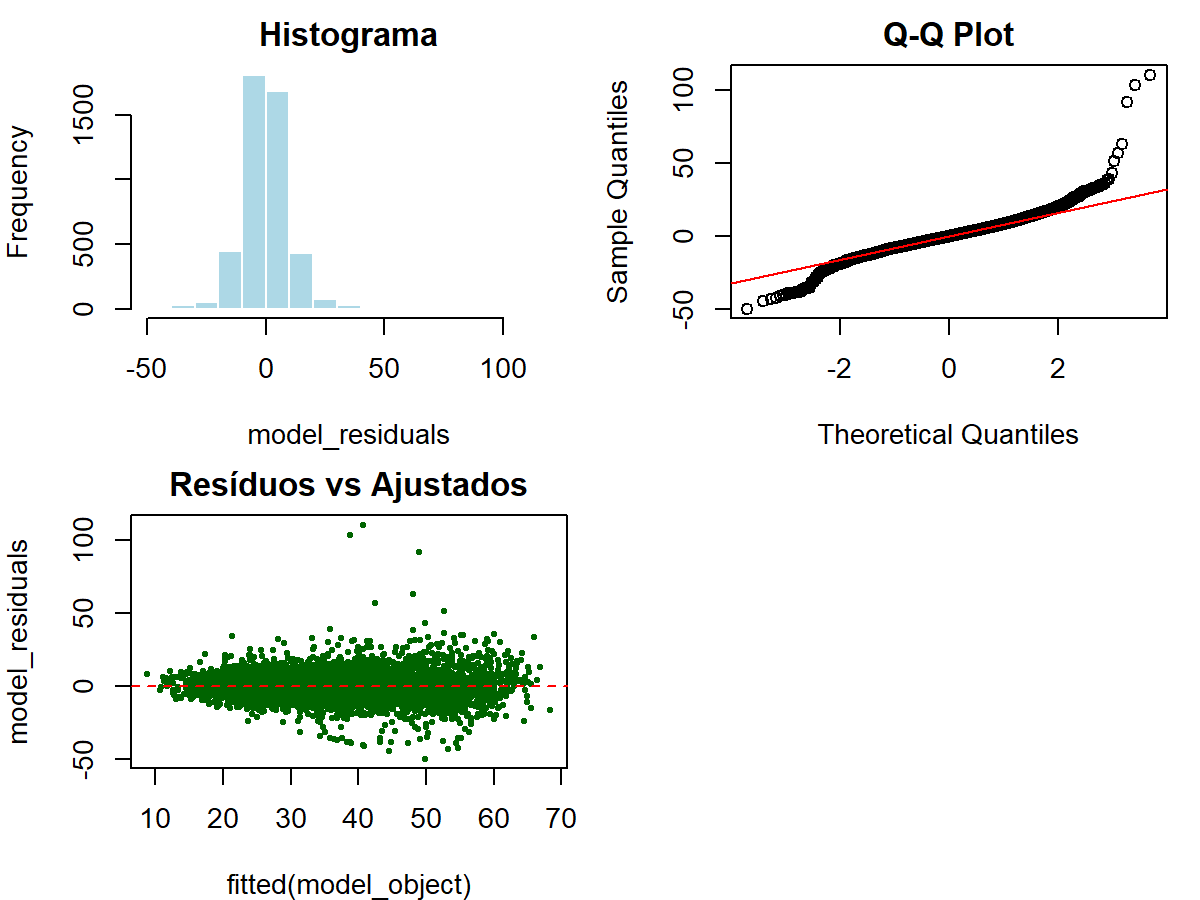 Histograma
Frequency
1500
500
0
-50 0 50 100
model_residuals
Q-Q Plot
Sample Quantiles
100
50
0
-50
-2 0 2
Theoretical Quantiles
Resíduos vs Ajustados
model_residuals
100
50
0
-50
10 20 30 40 50 60 70
fitted(model_object)